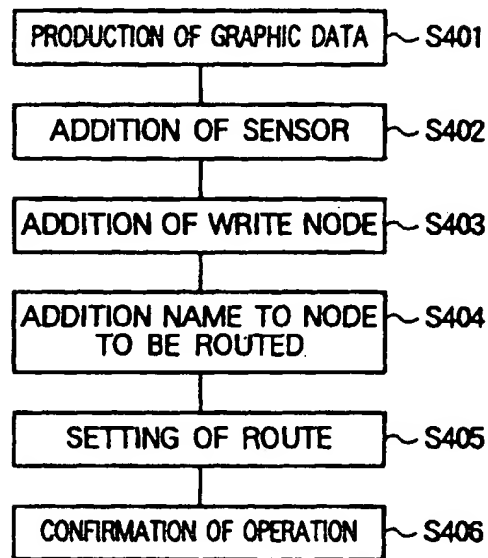 PRODUCTION OF GRAPHIC DATA S401
ADDITION OF SENSOR S402
ADDITION OF WRITE NODE S403
ADDITION NAME TO NODE S404
TO BE ROUTED
SETTING OF ROUTE S405
CONFIRMATION OF OPERATION S406